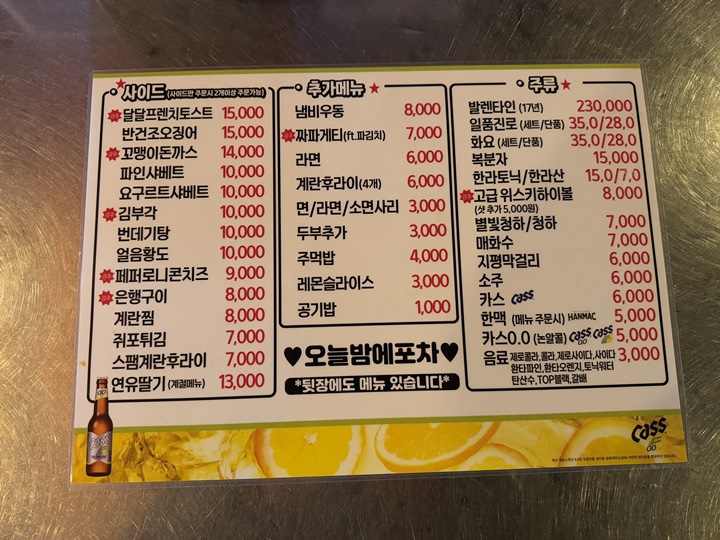 사이드 (사이드만 주문시 2개이상 주문가능)
달달프렌치토스트 15,000
반건조오징어 15,000
꼬맹이돈까스 14,000
파인샤베트 10,000
요구르트샤베트 10,000
김부각 10,000
번데기탕 10,000
얼음황도 10,000
페퍼로니콘치즈 9,000
은행구이 8,000
계란찜 8,000
쥐포튀김 7,000
스팸계란후라이 7,000
연유딸기 (계절메뉴) 13,000
추가메뉴
냄비우동 8,000
짜파게티(ft.파김치) 7,000
라면 6,000
계란후라이(4개) 6,000
면/라면/소면사리 3,000
두부추가 3,000
주먹밥 4,000
레몬슬라이스 3,000
공기밥 1,000
♥오늘밤에포차♥
*뒷장에도 메뉴 있습니다*
주류
발렌타인 (17년) 230,000
일품진로 (세트/단품) 35,0/28,0
화요 (세트/단품) 35,0/28,0
복분자 15,000
한라토닉/한라산 15,0/7,0
고급 위스키하이볼 8,000
(샷 추가 5,000원)
별빛청하/청하 7,000
매화수 7,000
지평막걸리 6,000
소주 6,000
카스 Cass 6,000
한맥 (메뉴 주문시) HANMAC 5,000
카스0.0 (논알콜) Cass 0.0 Cass 5,000
음료 제로콜라,콜라,제로사이다,사이다 3,000
환타파인,환타오렌지,토닉워터
탄산수,TOP블랙,갈배
Cass
0.0